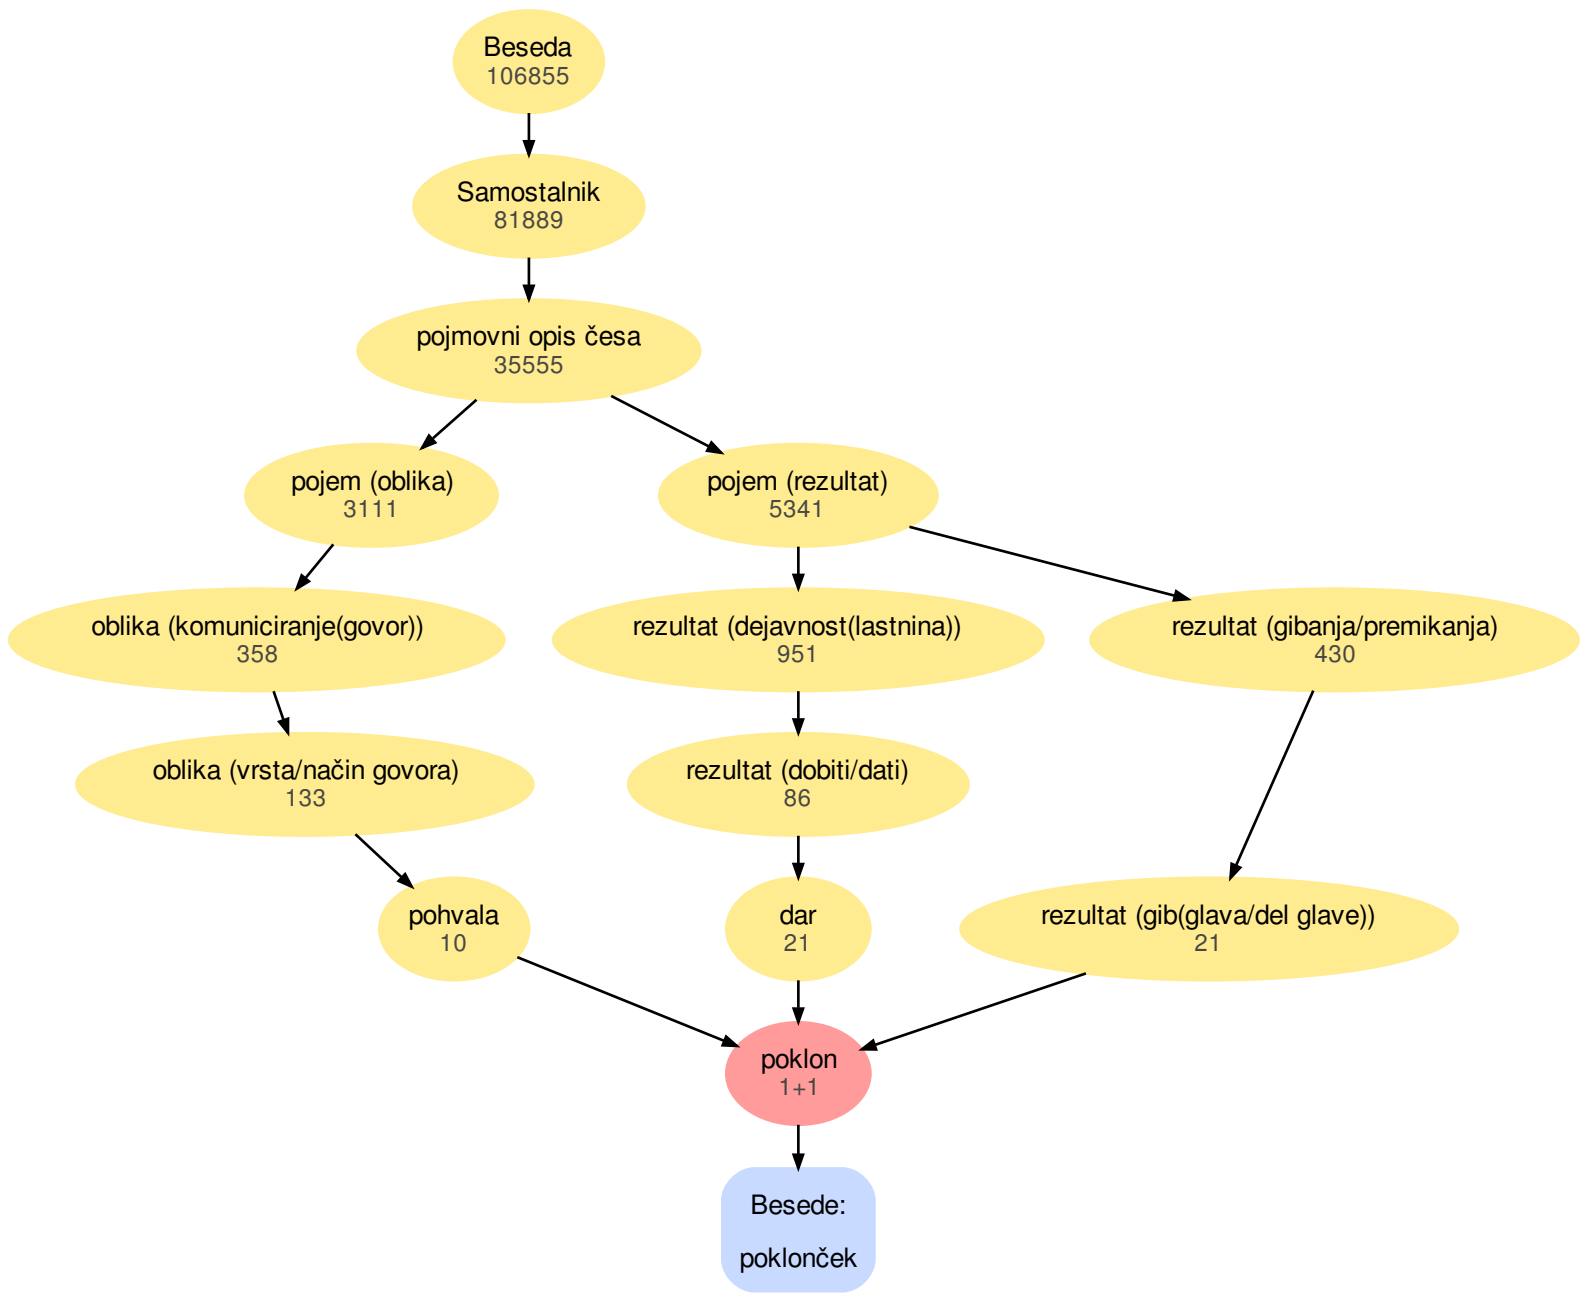 Beseda
106855
Samostalnik
81889
pojmovni opis česa
35555
pojem (oblika)
3111
pojem (rezultat)
5341
oblika (komuniciranje(govor))
358
rezultat (dejavnost(lastnina))
951
rezultat (gibanja/premikanja)
430
oblika (vrsta/način govora)
133
rezultat (dobiti/dati)
86
pohvala
10
dar
21
rezultat (gib(glava/del glave))
21
poklon
1+1
Besede:
poklonček